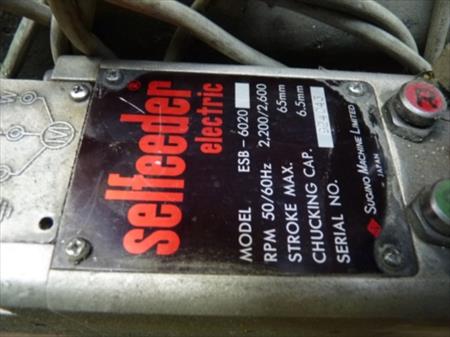 selfeeder®
electric
MODEL ESB-6020
RPM 50/60Hz 2,200/2,600
STROKE MAX. 65mm
CHUCKING CAP. 6.5mm
SERIAL NO.
SUGINO MACHINE LIMITED
JAPAN
W
M